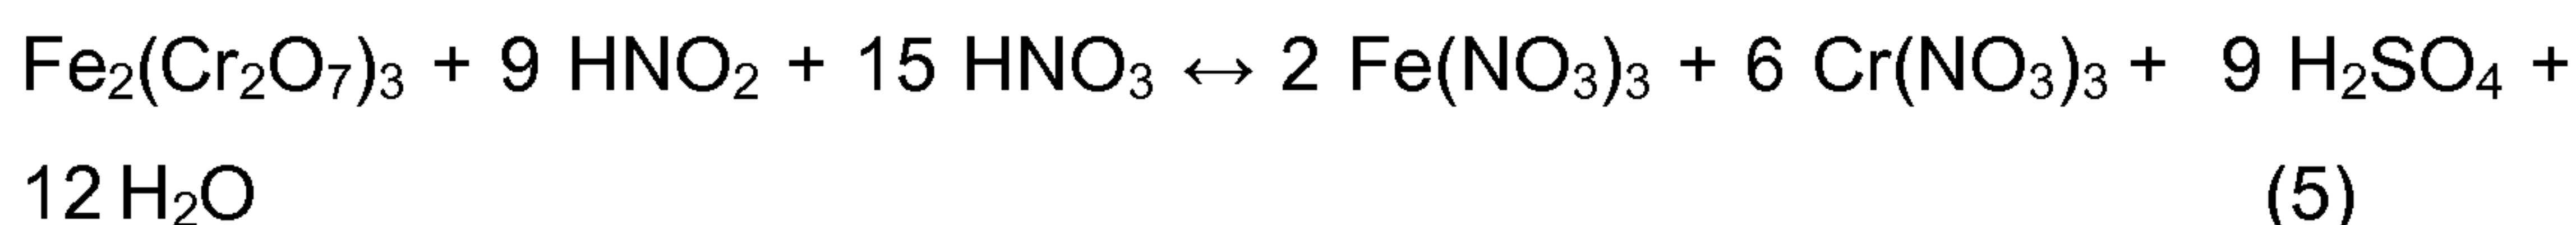 Fe₂(Cr₂O₇)₃ + 9 HNO₂ + 15 HNO₃ ↔ 2 Fe(NO₃)₃ + 6 Cr(NO₃)₃ + 9 H₂SO₄ +
12 H₂O (5)